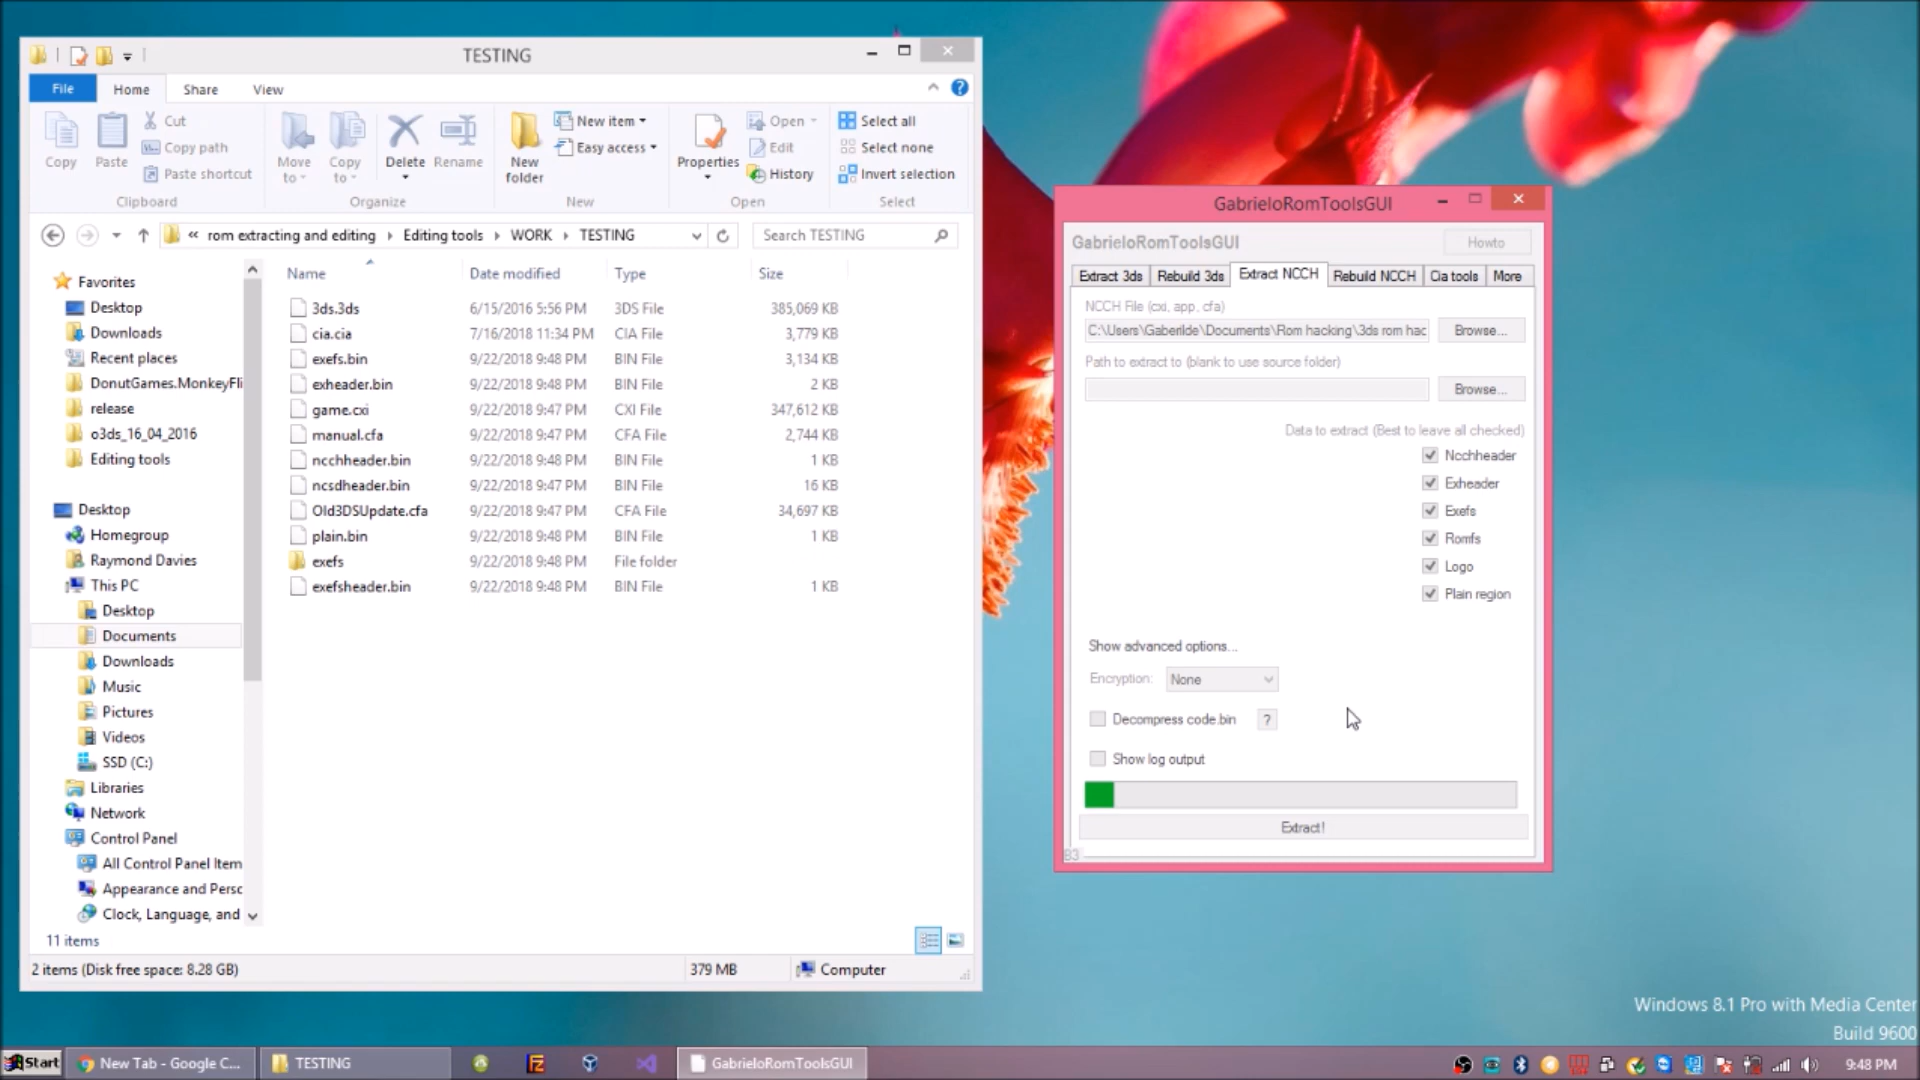 TESTING
File Home Share View
Copy
Paste
Cut
Copy path
Paste shortcut
Clipboard
Move to
Copy to
Delete
Rename
Organize
New folder
New item
Easy access
New
Properties
Open
Edit
History
Open
Select all
Select none
Invert selection
Select
« rom extracting and editing Editing tools WORK TESTING
Search TESTING
Favorites
Desktop
Downloads
Recent places
DonutGames.MonkeyFli
release
o3ds_16_04_2016
Editing tools
Desktop
Homegroup
Raymond Davies
This PC
Desktop
Documents
Downloads
Music
Pictures
Videos
SSD (C:)
Libraries
Network
Control Panel
All Control Panel Item
Appearance and Persc
Clock, Language, and
Name Date modified Type Size
3ds.3ds 6/15/2016 5:56 PM 3DS File 385,069 KB
cia.cia 7/16/2018 11:34 PM CIA File 3,779 KB
exefs.bin 9/22/2018 9:48 PM BIN File 3,134 KB
exheader.bin 9/22/2018 9:48 PM BIN File 2 KB
game.cxi 9/22/2018 9:47 PM CXI File 347,612 KB
manual.cfa 9/22/2018 9:47 PM CFA File 2,744 KB
ncchheader.bin 9/22/2018 9:48 PM BIN File 1 KB
ncsdheader.bin 9/22/2018 9:47 PM BIN File 16 KB
Old3DSUpdate.cfa 9/22/2018 9:47 PM CFA File 34,697 KB
plain.bin 9/22/2018 9:48 PM BIN File 1 KB
exefs 9/22/2018 9:48 PM File folder
exefsheader.bin 9/22/2018 9:48 PM BIN File 1 KB
11 items
2 items (Disk free space: 8.28 GB) 379 MB Computer
GabrieloRomToolsGUI
GabrieloRomToolsGUI Howto
Extract 3ds Rebuild 3ds Extract NCCH Rebuild NCCH Cia tools More
NCCH File (cxi, app, cfa)
C:\Users\Gaberilde\Documents\Rom hacking\3ds rom hac Browse...
Path to extract to (blank to use source folder)
Browse...
Data to extract (Best to leave all checked)
Ncchheader
Exheader
Exefs
Romfs
Logo
Plain region
Show advanced options...
Encryption: None
Decompress code.bin ?
Show log output
Extract!
B3
Windows 8.1 Pro with Media Center
Build 9600
Start New Tab - Google C... TESTING GabrieloRomToolsGUI 9:48 PM